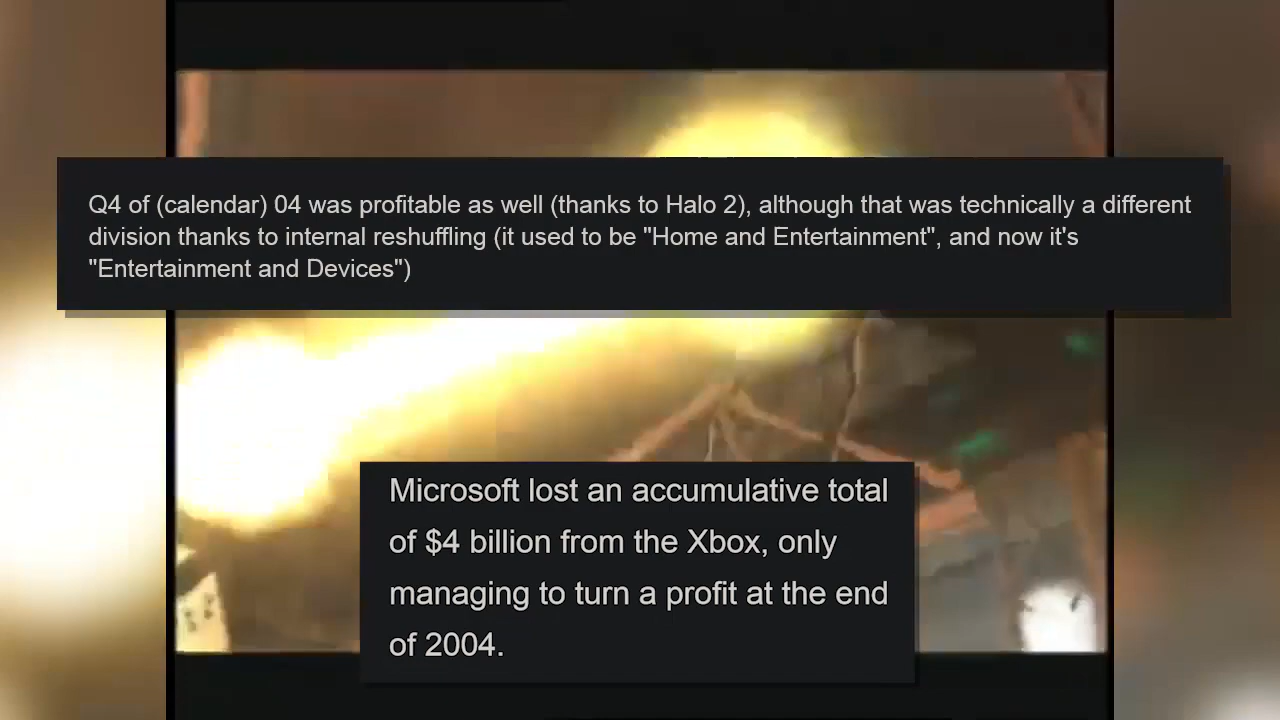 Q4 of (calendar) 04 was profitable as well (thanks to Halo 2), although that was technically a different
division thanks to internal reshuffling (it used to be "Home and Entertainment", and now it's
"Entertainment and Devices")
Microsoft lost an accumulative total
of $4 billion from the Xbox, only
managing to turn a profit at the end
of 2004.